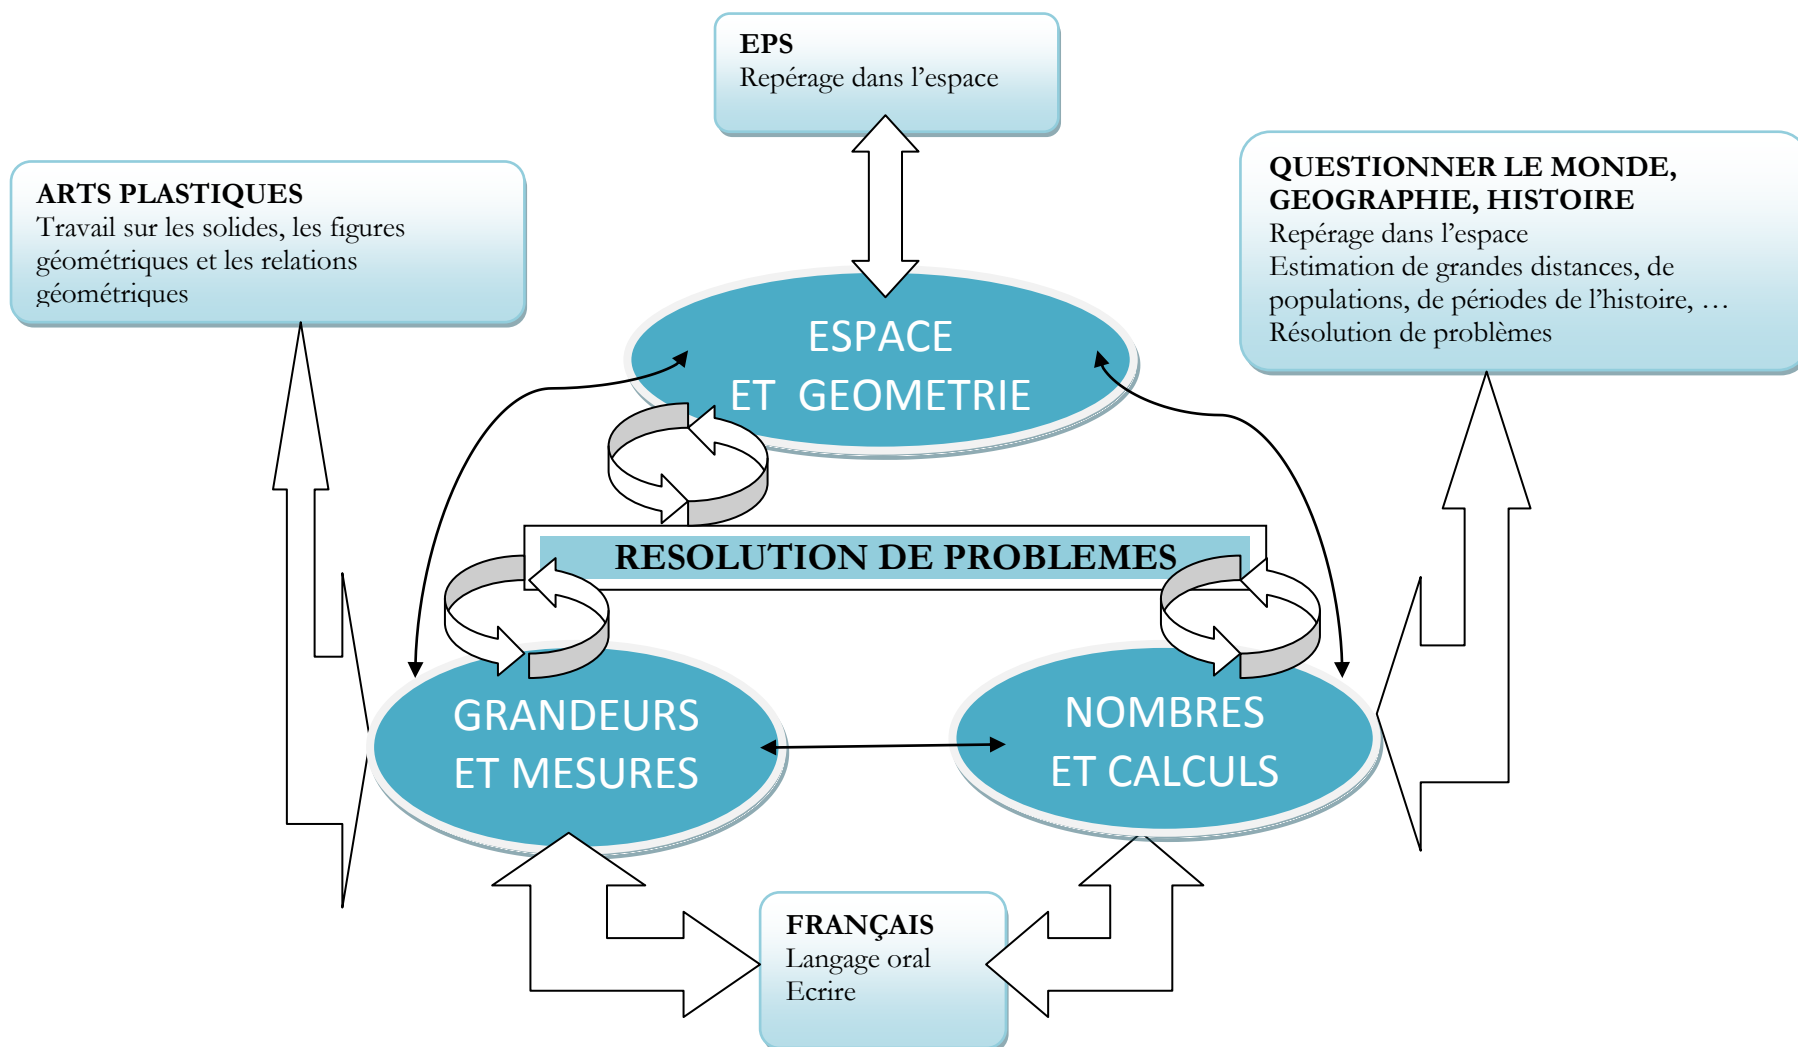 EPS
Repérage dans l’espace
ARTS PLASTIQUES
Travail sur les solides, les figures
géométriques et les relations
géométriques
QUESTIONNER LE MONDE,
GEOGRAPHIE, HISTOIRE
Repérage dans l’espace
Estimation de grandes distances, de
populations, de périodes de l’histoire, …
Résolution de problèmes
ESPACE
ET GEOMETRIE
RESOLUTION DE PROBLEMES
GRANDEURS
ET MESURES
NOMBRES
ET CALCULS
FRANÇAIS
Langage oral
Ecrire